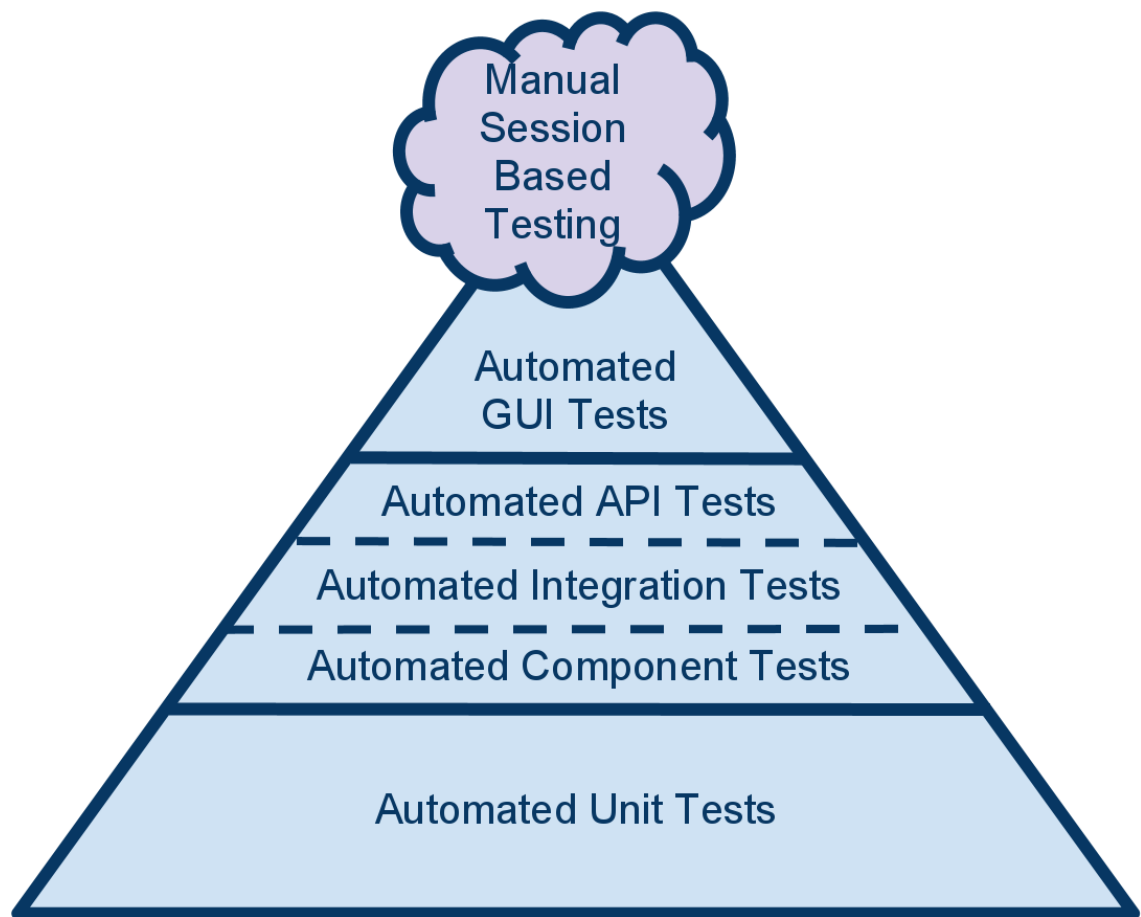 Manual
Session
Based
Testing
Automated
GUI Tests
Automated API Tests
Automated Integration Tests
Automated Component Tests
Automated Unit Tests